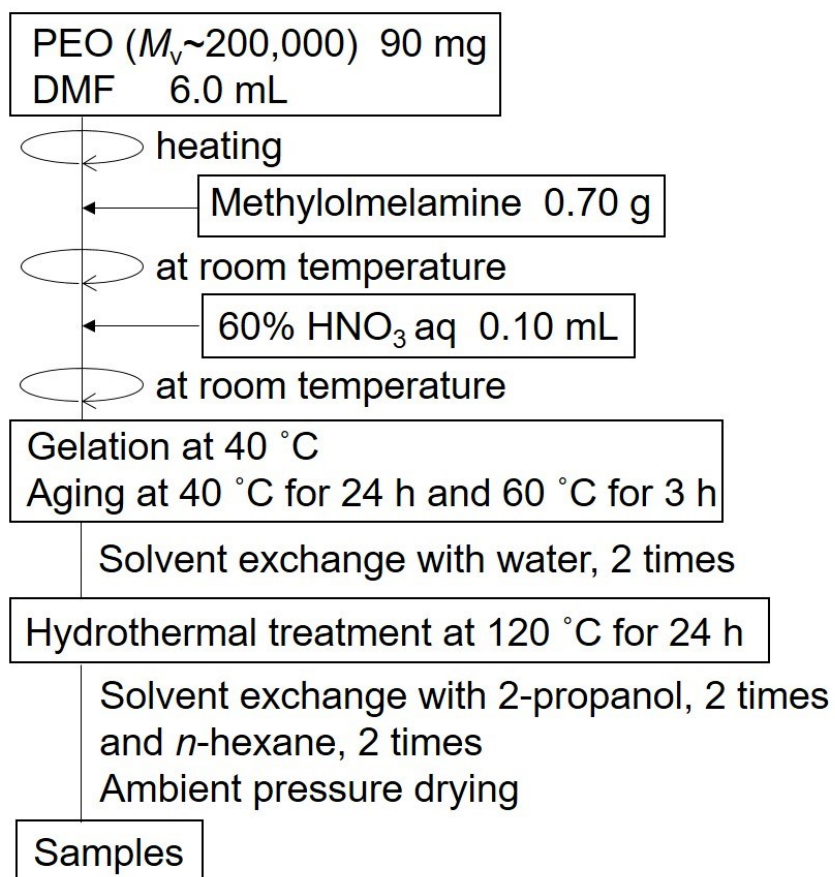 PEO (Mv~200,000)  90 mg
DMF     6.0 mL
heating
Methylolmelamine  0.70 g
at room temperature
60% HNO3 aq  0.10 mL
at room temperature
Gelation at 40 ˚C
Aging at 40 ˚C for 24 h and 60 ˚C for 3 h
Solvent exchange with water, 2 times
Hydrothermal treatment at 120 ˚C for 24 h
Solvent exchange with 2-propanol, 2 times
and n-hexane, 2 times
Ambient pressure drying
Samples